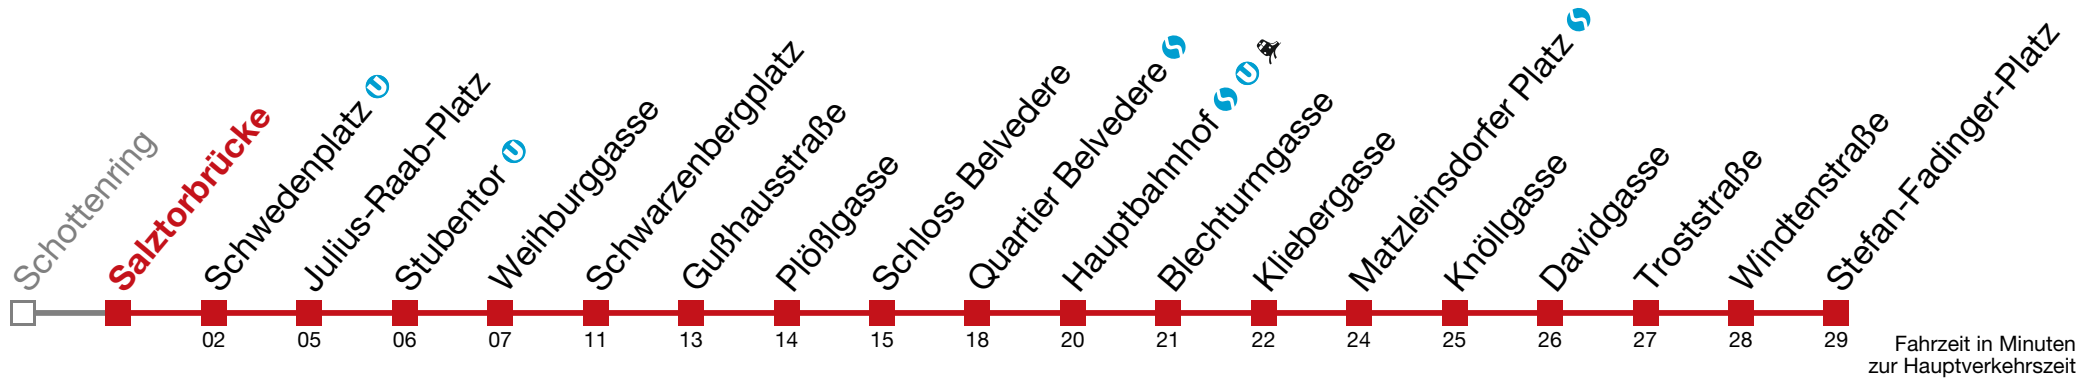 Schottenring
Salztorbrücke
Schwedenplatz
Julius-Raab-Platz
Stubentor
Weihburggasse
Schwarzenbergplatz
Gußhausstraße
Plößlgasse
Schloss Belvedere
Quartier Belvedere
Hauptbahnhof
Blechturmgasse
Kliebergasse
Matzleinsdorfer Platz
Knöllgasse
Davidgasse
Troststraße
Windtenstraße
Stefan-Fadinger-Platz
02 05 06 07 11 13 14 15 18 20 21 22 24 25 26 27 28 29
Fahrzeit in Minuten
zur Hauptverkehrszeit